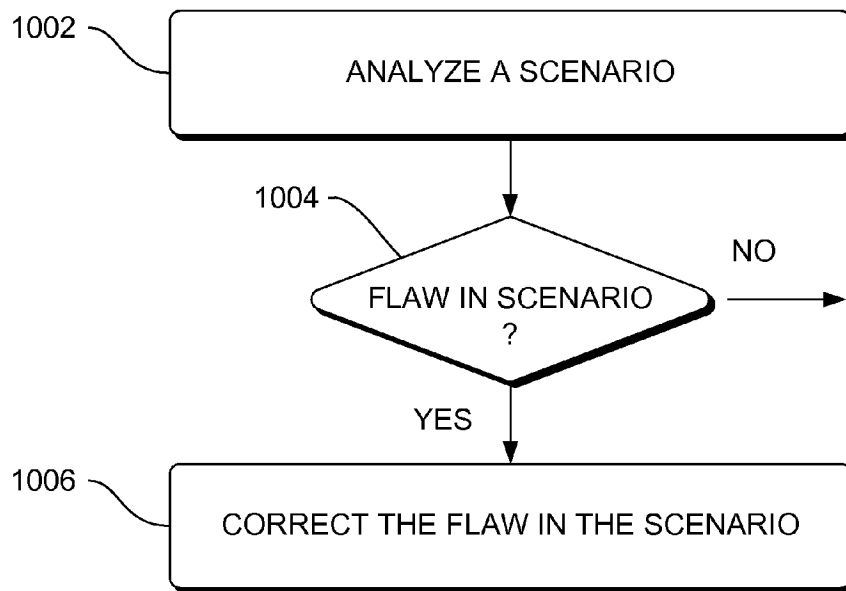 1002
ANALYZE A SCENARIO
1004
NO
FLAW IN SCENARIO
?
YES
1006
CORRECT THE FLAW IN THE SCENARIO